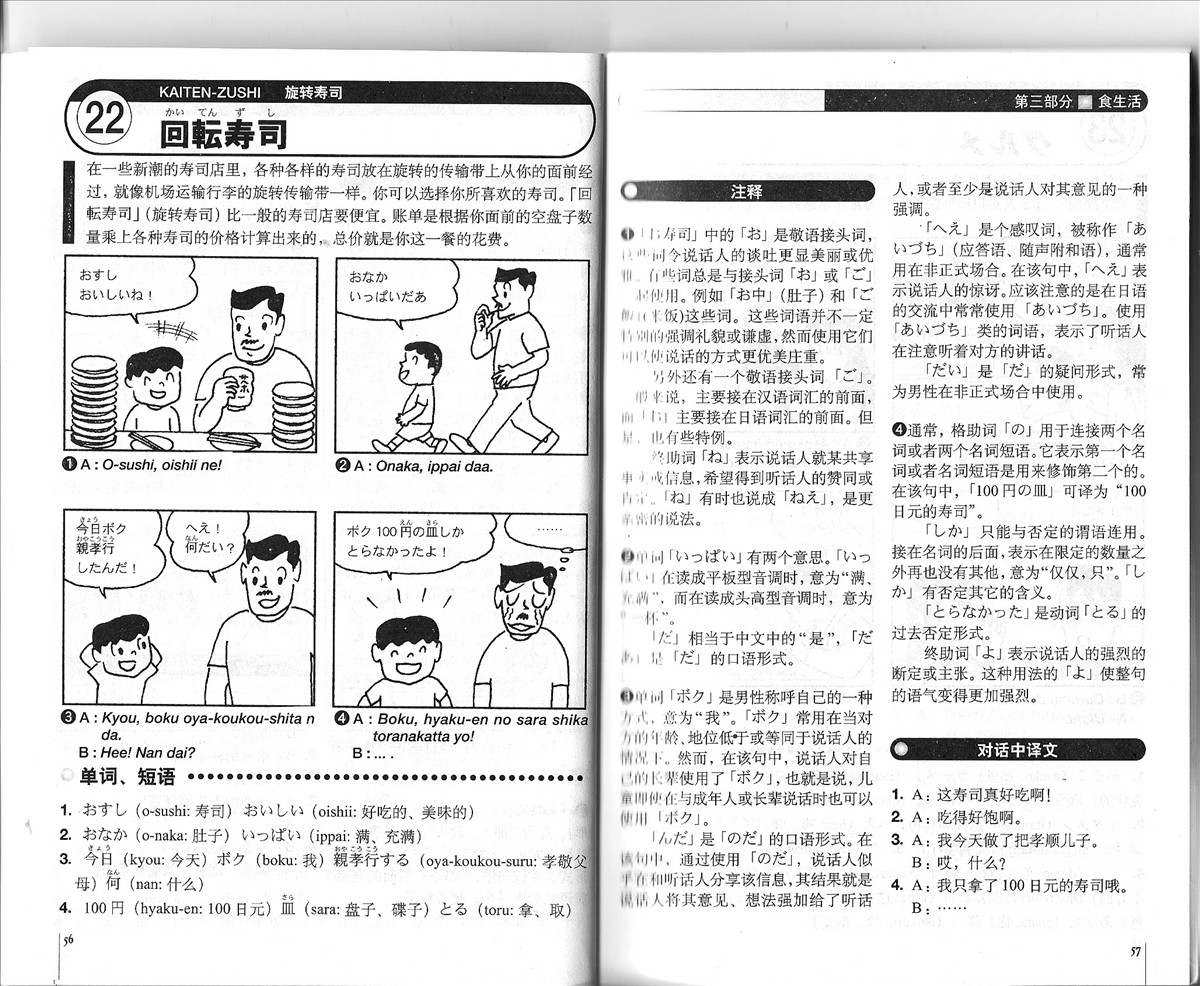 22
KAITEN-ZUSHI 旋转寿司
かい てん ず し
回転寿司
在一些新潮的寿司店里，各种各样的寿司放在旋转的传输带上从你的面前经
过，就像机场运输行李的旋转传输带一样。你可以选择你所喜欢的寿司。「回
転寿司」（旋转寿司）比一般的寿司店要便宜。账单是根据你面前的空盘子数
量乘上各种寿司的价格计算出来的，总价就是你这一餐的花费。
おすし
おいしいね！
❶ A : O-sushi, oishii ne!
おなか
いっぱいだあ
❷ A : Onaka, ippai daa.
きょう
今日ボク
おやこうこう
親孝行
したんだ！
へえ！
なん
何だい？
❸ A : Kyou, boku oya-koukou-shita n
da.
B : Hee! Nan dai?
えん さら
ボク 100 円の皿しか
とらなかったよ！
……
❹ A : Boku, hyaku-en no sara shika
toranakatta yo!
B : ... .
单词、短语
1. おすし（o-sushi: 寿司） おいしい（oishii: 好吃的、美味的）
2. おなか（o-naka: 肚子） いっぱい（ippai: 满、充满）
きょう おや こう こう
3. 今日（kyou: 今天）ボク（boku: 我）親孝行する（oya-koukou-suru: 孝敬父
なん
母）何（nan: 什么）
さら
4. 100 円（hyaku-en: 100 日元）皿（sara: 盘子、碟子）とる（toru: 拿、取）
56
第三部分 食生活
注释
「お寿司」中的「お」是敬语接头词，
词令说话人的谈吐更显美丽或优
有些词总是与接头词「お」或「ご」
使用。例如「お中」（肚子）和「ご
（米饭)这些词。这些词语并不一定
特别的强调礼貌或谦虚，然而使用它们
可以使说话的方式更优美庄重。
另外还有一个敬语接头词「ご」。
般来说，主要接在汉语词汇的前面，
而「お」主要接在日语词汇的前面。但
是，也有些特例。
终助词「ね」表示说话人就某共享
事实或信息，希望得到听话人的赞同或
肯定。「ね」有时也说成「ねえ」，是更
亲密的说法。
❷单词「いっぱい」有两个意思。「いっ
ぱい」在读成平板型音调时，意为“满、
充满”，而在读成头高型音调时，意为
“一杯”。
「だ」相当于中文中的“是”，「だ
あ」是「だ」的口语形式。
❸单词「ボク」是男性称呼自己的一种
方式，意为“我”。「ボク」常用在当对
方的年龄、地位低于或等同于说话人的
情况下。然而，在该句中，说话人对自
己的长辈使用了「ボク」，也就是说，儿
童即使在与成年人或长辈说话时也可以
使用「ボク」。
「んだ」是「のだ」的口语形式。在
该句中，通过使用「のだ」，说话人似
乎在和听话人分享该信息，其结果就是
说话人将其意见、想法强加给了听话
人，或者至少是说话人对其意见的一种
强调。
「へえ」是个感叹词，被称作「あ
いづち」（应答语、随声附和语），通常
用在非正式场合。在该句中，「へえ」表
示说话人的惊讶。应该注意的是在日语
的交流中常常使用「あいづち」。使用
「あいづち」类的词语，表示了听话人
在注意听着对方的讲话。
「だい」是「だ」的疑问形式，常
为男性在非正式场合中使用。
❹通常，格助词「の」用于连接两个名
词或者两个名词短语。它表示第一个名
词或者名词短语是用来修饰第二个的。
在该句中，「100 円の皿」可译为“100
日元的寿司”。
「しか」只能与否定的谓语连用。
接在名词的后面，表示在限定的数量之
外再也没有其他，意为“仅仅，只”。「し
か」有否定其它的含义。
「とらなかった」是动词「とる」的
过去否定形式。
终助词「よ」表示说话人的强烈的
断定或主张。这种用法的「よ」使整句
的语气变得更加强烈。
对话中译文
1. A：这寿司真好吃啊！
2. A：吃得好饱啊。
3. A：我今天做了把孝顺儿子。
B：哎，什么？
4. A：我只拿了 100 日元的寿司哦。
B：……
57